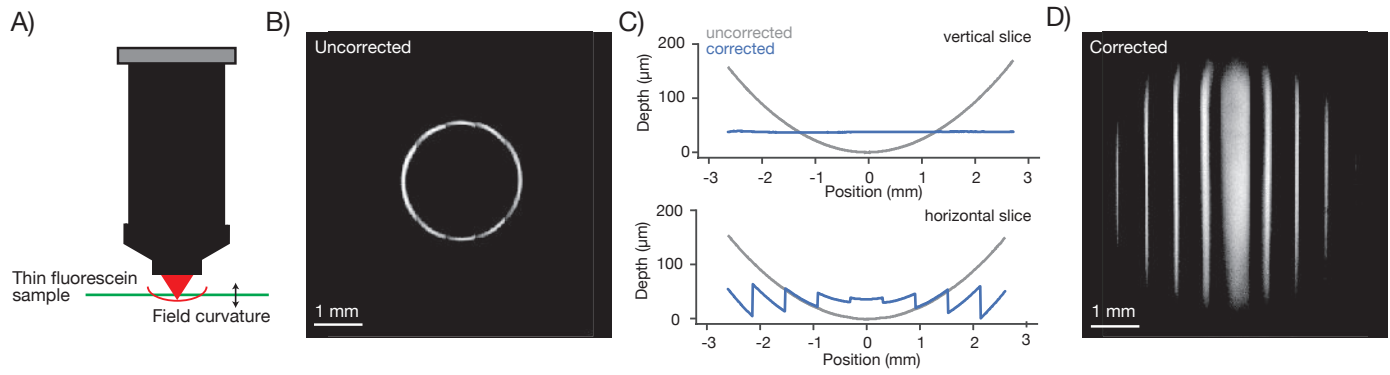 A)
Thin fluorescein
sample
Field curvature
1 mm
B)
Uncorrected
1 mm
C)
uncorrected
corrected
vertical slice
Depth (µm)
200
100
0
-3 -2 -1 0 1 2 3
Position (mm)
horizontal slice
Depth (µm)
200
100
0
-3 -2 -1 0 1 2 3
Position (mm)
D)
Corrected
1 mm